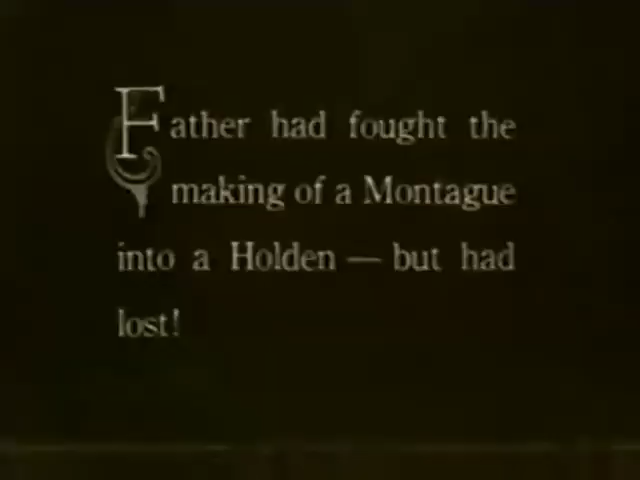 Father had fought the
making of a Montague
into a Holden — but had
lost!